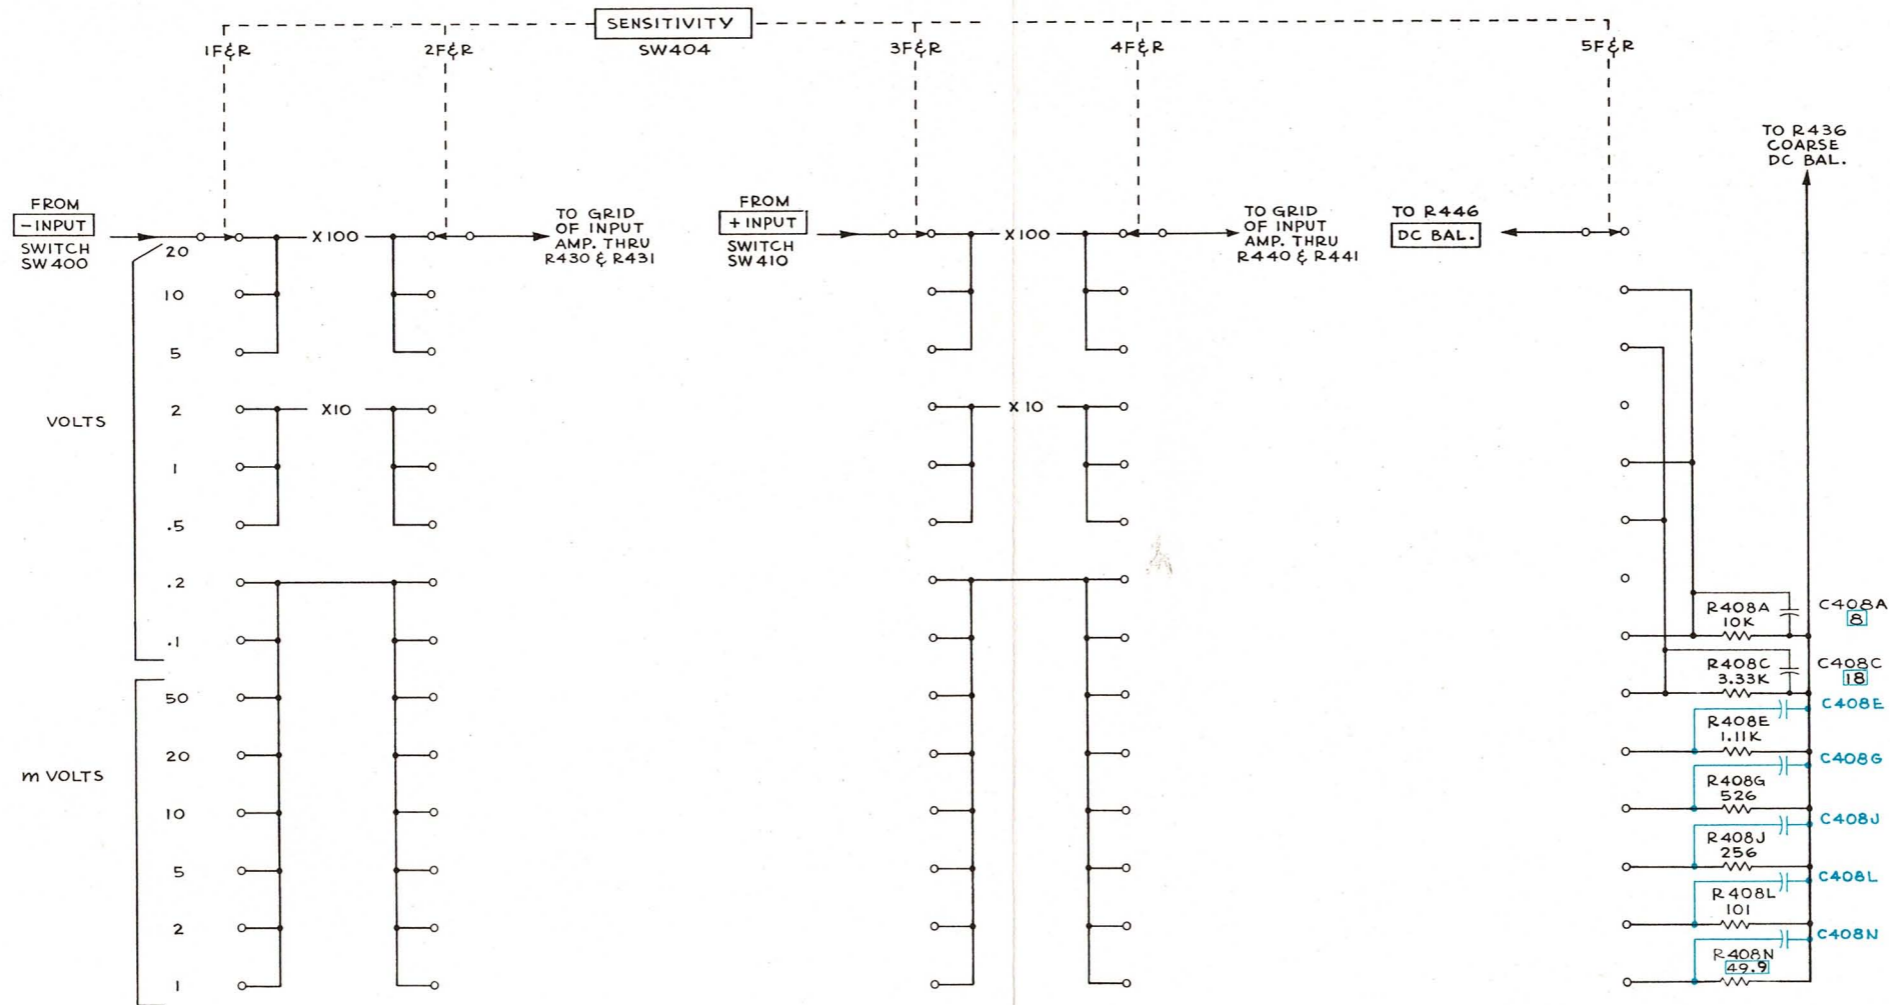 SENSITIVITY
SW404
1F&R
2F&R
3F&R
4F&R
5F&R
TO R436
COARSE
DC BAL.
FROM
-INPUT
SWITCH
SW400
X100
TO GRID
OF INPUT
AMP. THRU
R430 & R431
FROM
+INPUT
SWITCH
SW410
X100
TO GRID
OF INPUT
AMP. THRU
R440 & R441
TO R446
DC BAL.
VOLTS
20
10
5
2
1
.5
.2
.1
X10
X10
m VOLTS
50
20
10
5
2
1
R408A
10K
C408A
8
R408C
3.33K
C408C
18
C408E
R408E
1.11K
C408G
R408G
526
C408J
R408J
256
C408L
R408L
101
C408N
R408N
49.9